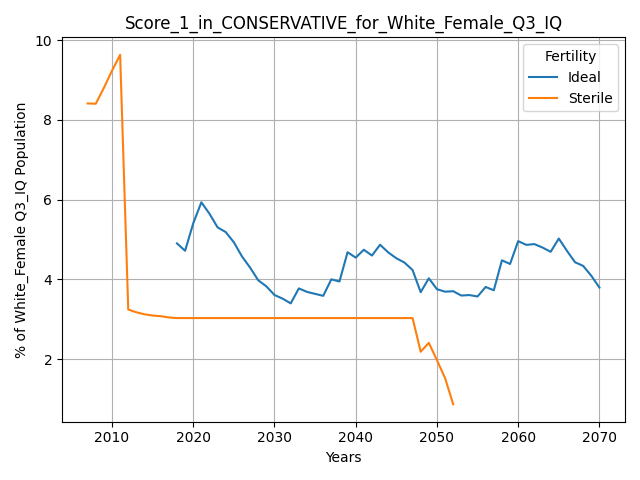 Score_1_in_CONSERVATIVE_for_White_Female_Q3_IQ
% of White_Female Q3_IQ Population
10
8
6
4
2
Fertility
Ideal
Sterile
2010 2020 2030 2040 2050 2060 2070
Years